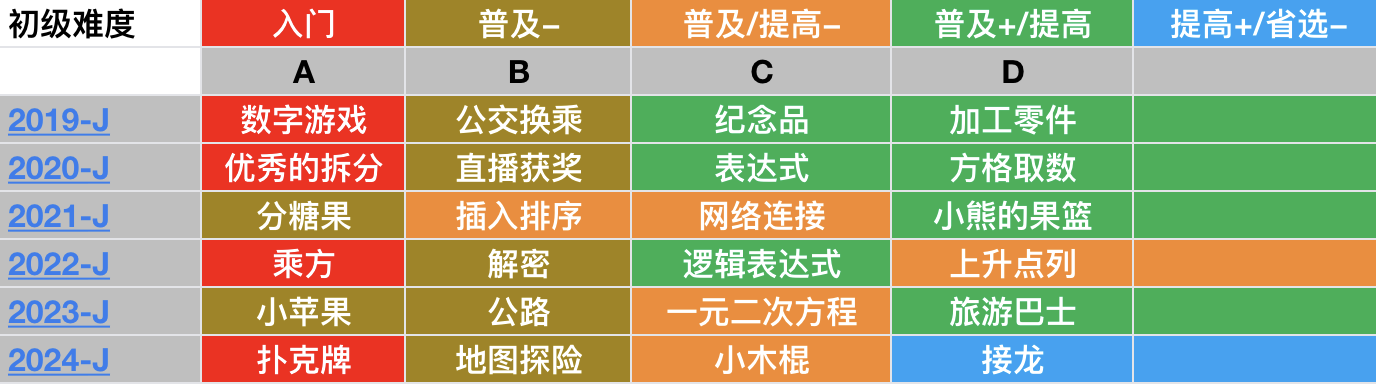 初级难度 入门 普及- 普及/提高- 普及+/提高 提高+/省选-
A B C D
2019-J 数字游戏 公交换乘 纪念品 加工零件
2020-J 优秀的拆分 直播获奖 表达式 方格取数
2021-J 分糖果 插入排序 网络连接 小熊的果篮
2022-J 乘方 解密 逻辑表达式 上升点列
2023-J 小苹果 公路 一元二次方程 旅游巴士
2024-J 扑克牌 地图探险 小木棍 接龙